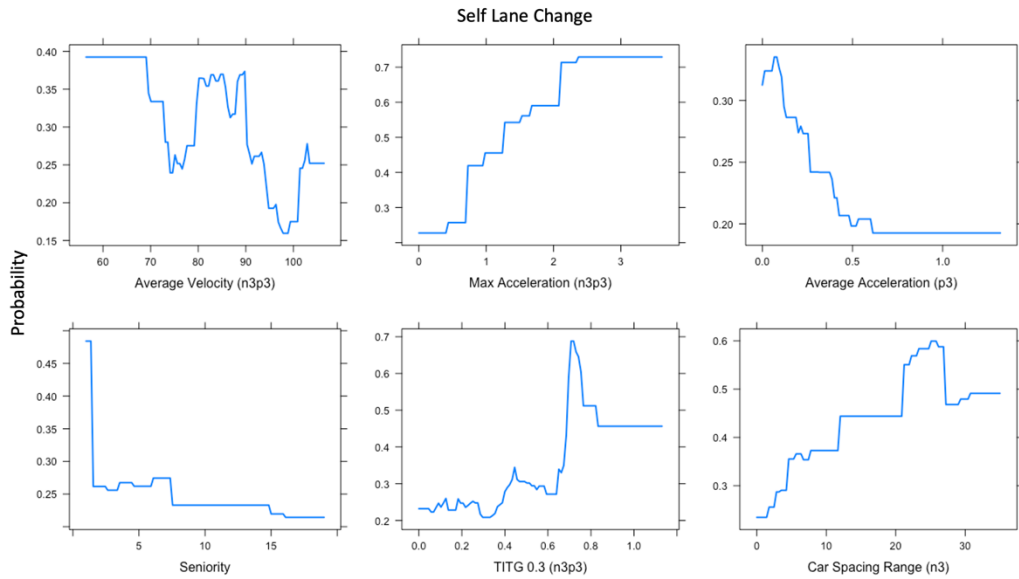 Self Lane Change
Probability
0.40
0.35
0.30
0.25
0.20
0.15
60 70 80 90 100
Average Velocity (n3p3)
0.7
0.6
0.5
0.4
0.3
0 1 2 3
Max Acceleration (n3p3)
0.30
0.25
0.20
0.0 0.5 1.0
Average Acceleration (p3)
0.45
0.40
0.35
0.30
0.25
5 10 15
Seniority
0.7
0.6
0.5
0.4
0.3
0.2
0.0 0.2 0.4 0.6 0.8 1.0
TITG 0.3 (n3p3)
0.6
0.5
0.4
0.3
0 10 20 30
Car Spacing Range (n3)